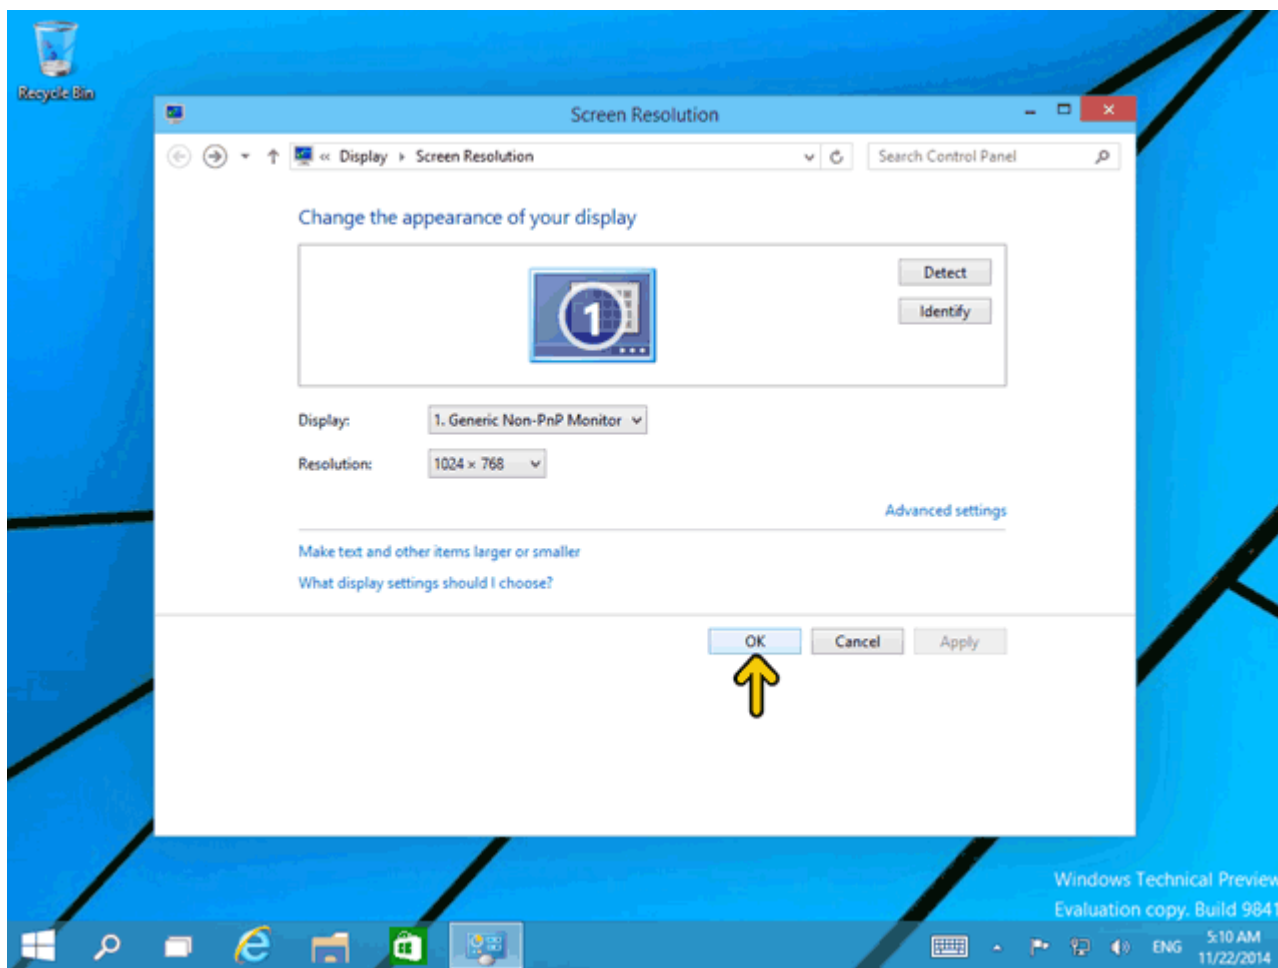 Recycle Bin
Screen Resolution
« Display Screen Resolution
Search Control Panel
Change the appearance of your display
1
Detect
Identify
Display: 1. Generic Non-PnP Monitor
Resolution: 1024 × 768
Advanced settings
Make text and other items larger or smaller
What display settings should I choose?
OK Cancel Apply
Windows Technical Preview
Evaluation copy. Build 9841
ENG
5:10 AM
11/22/2014